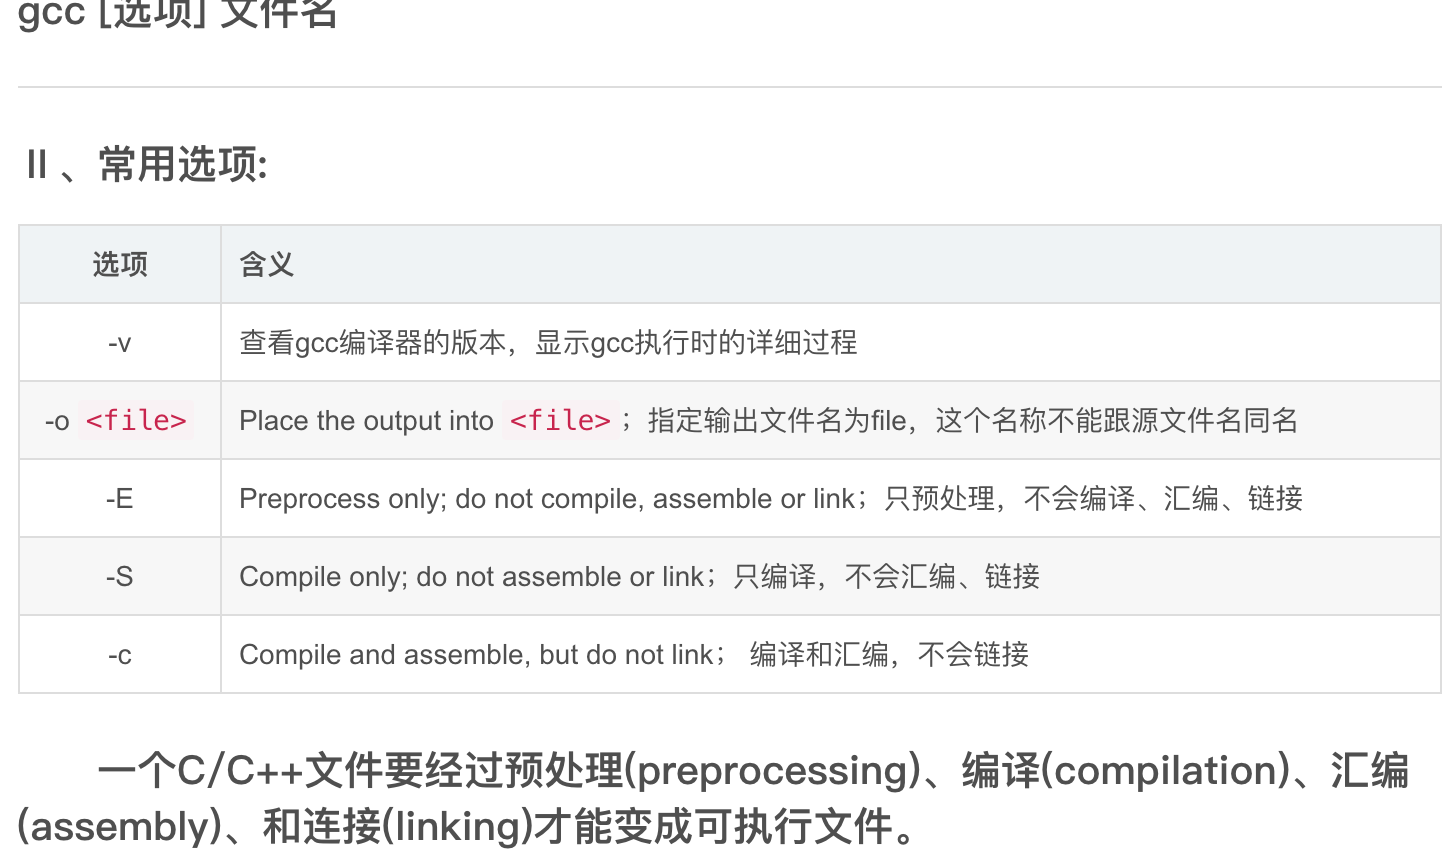 gcc [选项] 文件名
II 、常用选项:
选项 含义
-v 查看gcc编译器的版本，显示gcc执行时的详细过程
-o <file> Place the output into <file>；指定输出文件名为file，这个名称不能跟源文件名同名
-E Preprocess only; do not compile, assemble or link；只预处理，不会编译、汇编、链接
-S Compile only; do not assemble or link；只编译，不会汇编、链接
-c Compile and assemble, but do not link； 编译和汇编，不会链接
一个C/C++文件要经过预处理(preprocessing)、编译(compilation)、汇编
(assembly)、和连接(linking)才能变成可执行文件。